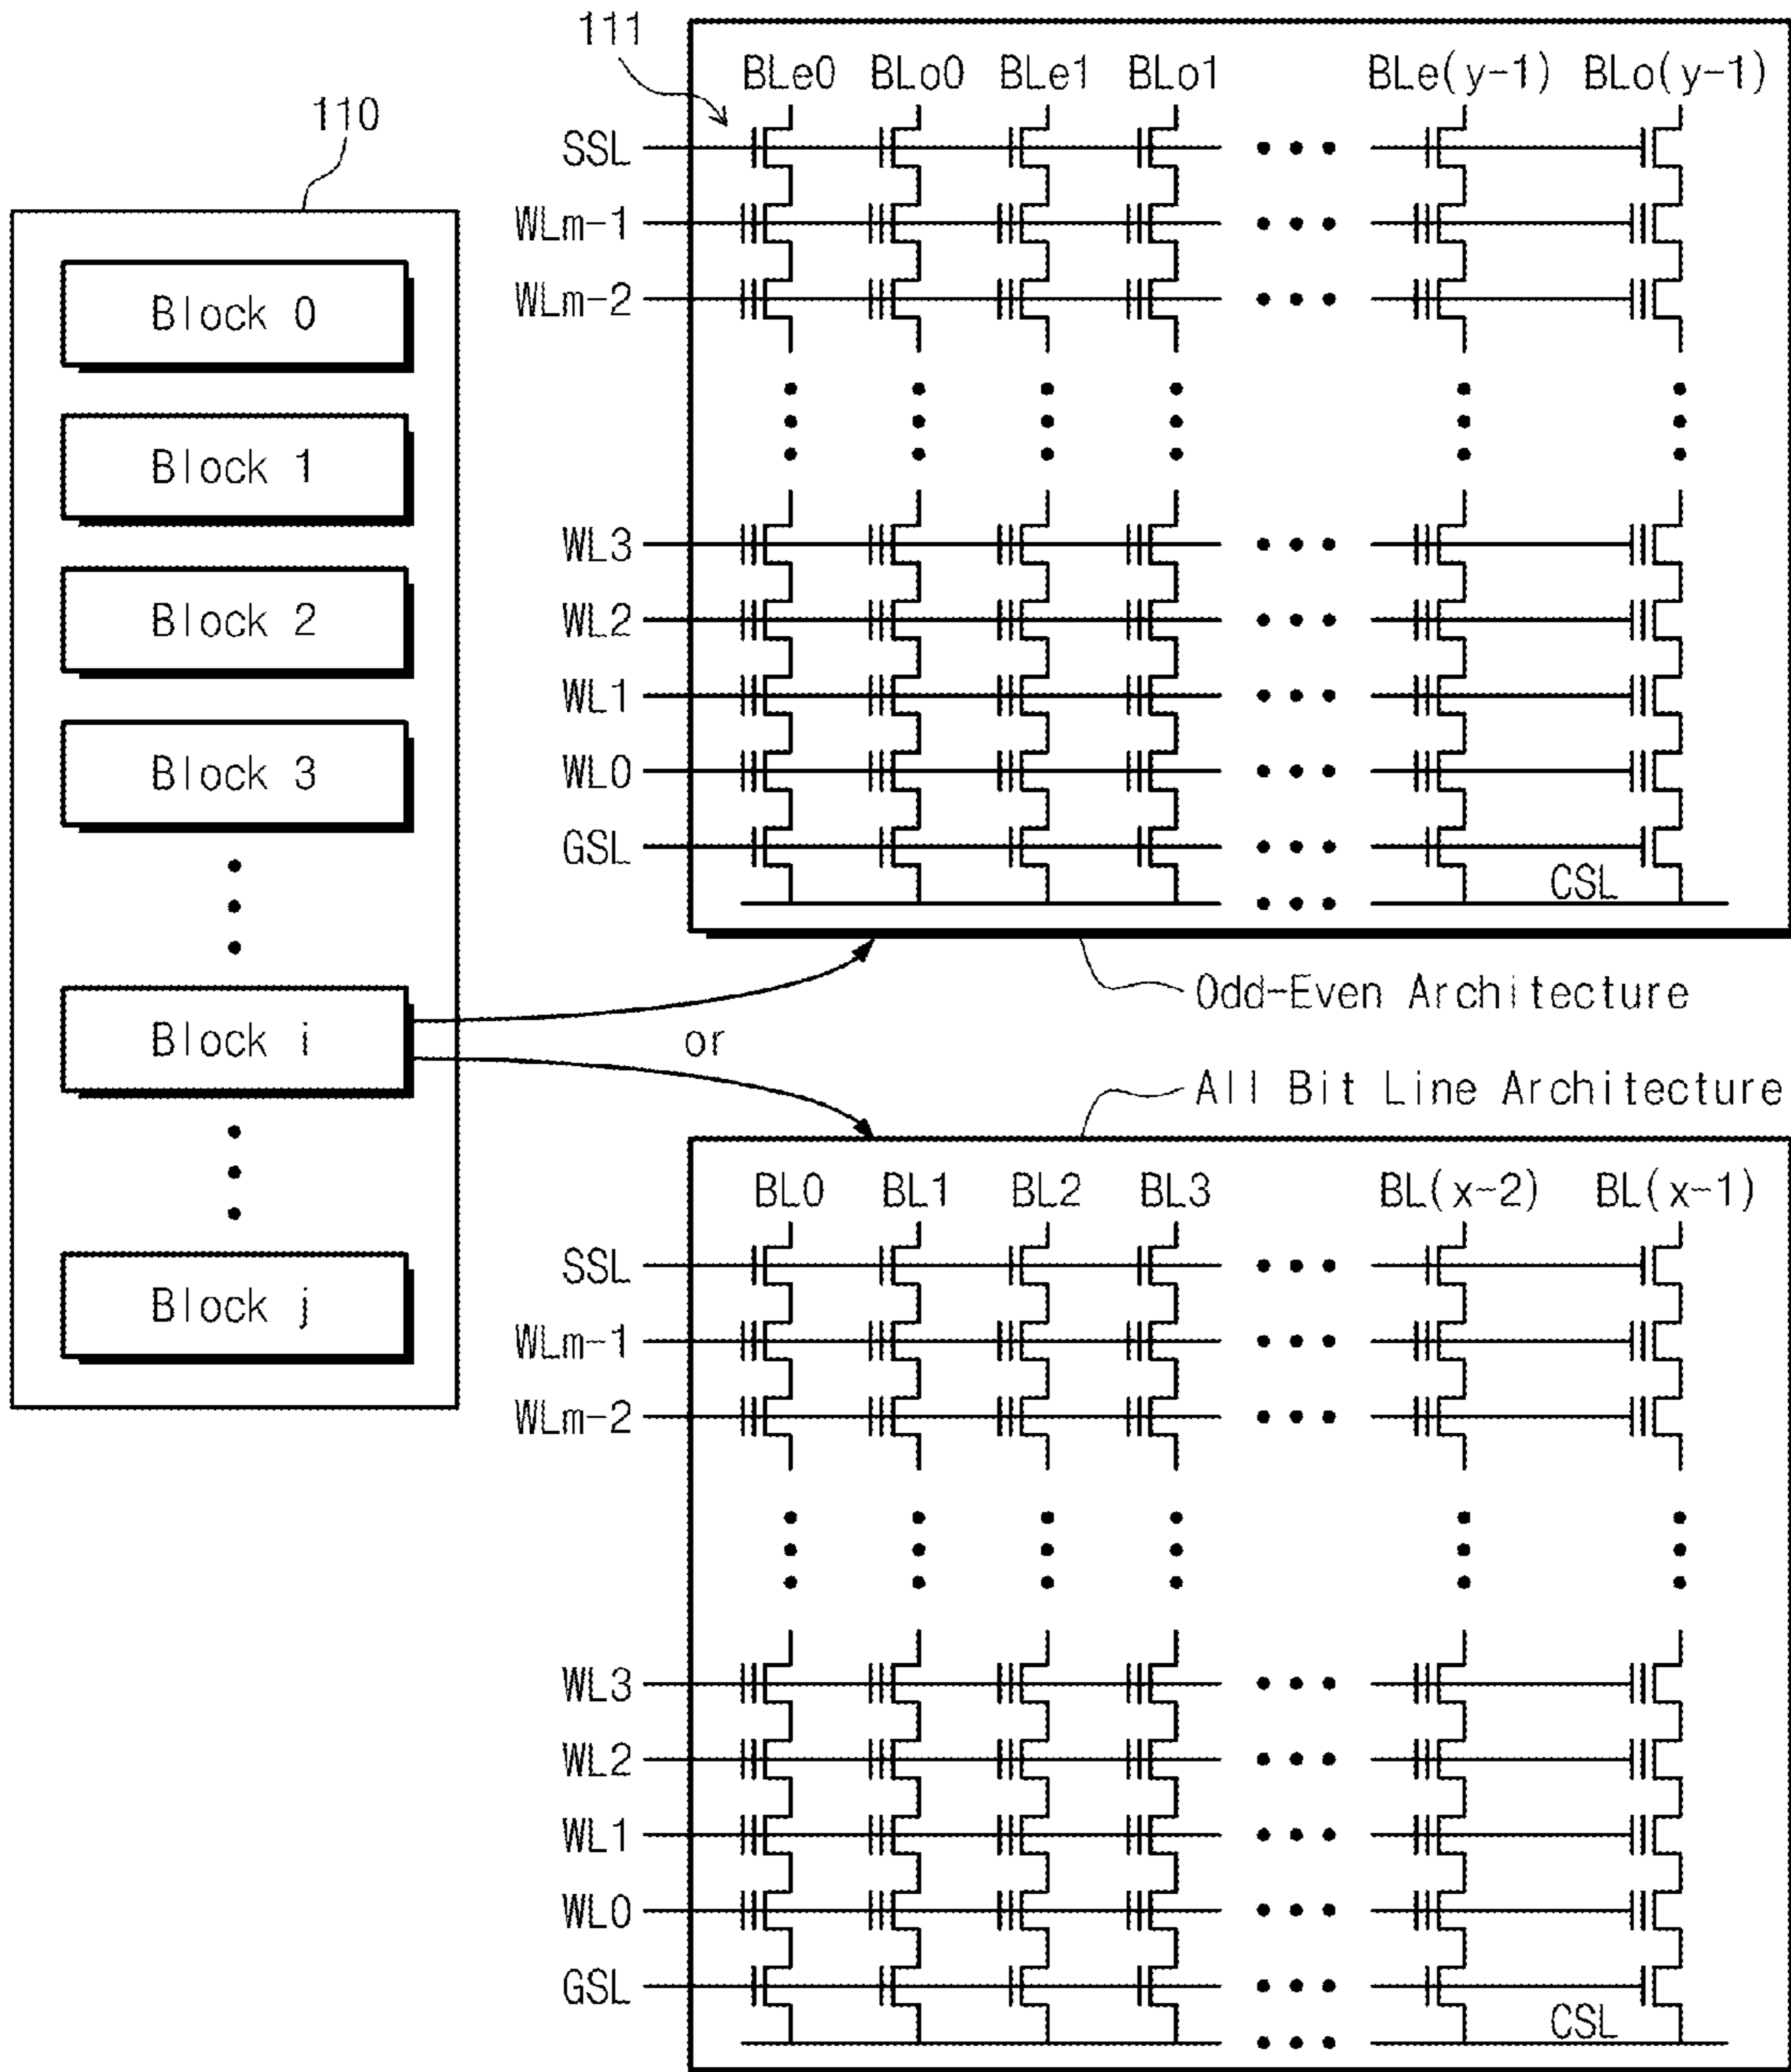 110
Block 0
Block 1
Block 2
Block 3
Block i
Block j
or
111
BLe0 BLo0 BLe1 BLo1 BLe(y-1) BLo(y-1)
SSL
WLm-1
WLm-2
WL3
WL2
WL1
WL0
GSL
CSL
Odd-Even Architecture
All Bit Line Architecture
BL0 BL1 BL2 BL3 BL(x-2) BL(x-1)
SSL
WLm-1
WLm-2
WL3
WL2
WL1
WL0
GSL
CSL